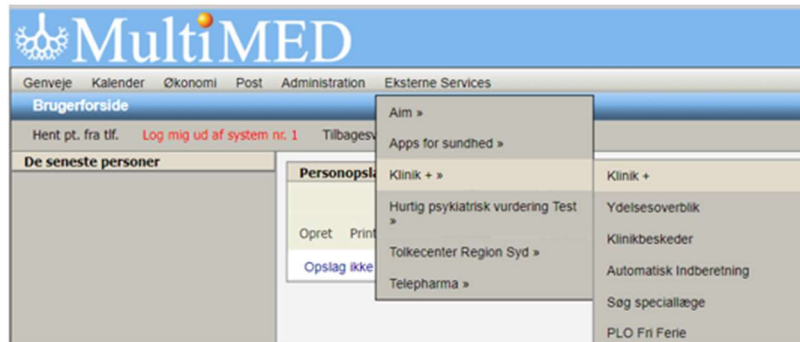 MultiMED
Genveje Kalender Økonomi Post Administration Eksterne Services
Brugerforside
Hent pt. fra tlf. Log mig ud af system nr. 1
De seneste personer
Opret Print
Opslag ikke
Aim »
Apps for sundhed »
Klinik + »
Hurtig psykiatrisk vurdering Test
»
Tolkecenter Region Syd »
Telepharma »
Klinik +
Ydelsesoverblik
Klinikbeskeder
Automatisk Indberetning
Søg speciallæge
PLO Fri Ferie